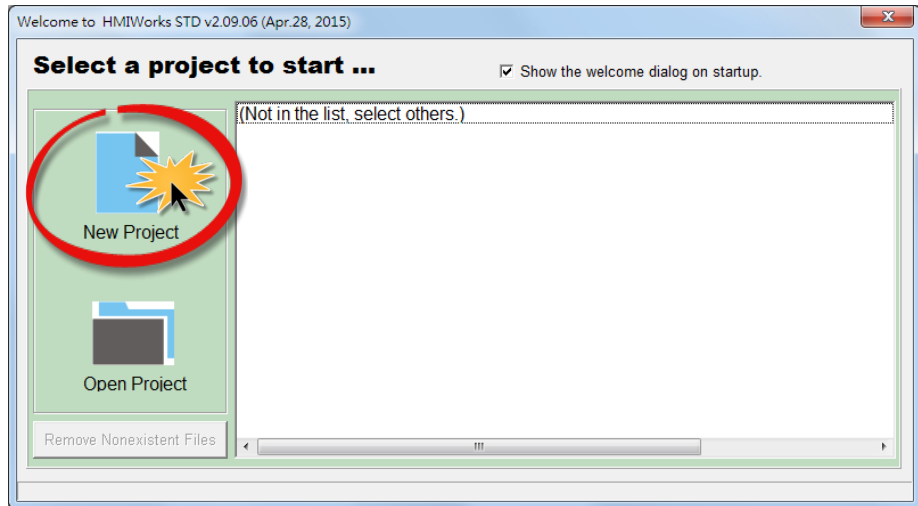 Welcome to HMIWorks STD v2.09.06 (Apr.28, 2015)
Select a project to start ...
Show the welcome dialog on startup.
(Not in the list, select others.)
New Project
Open Project
Remove Nonexistent Files